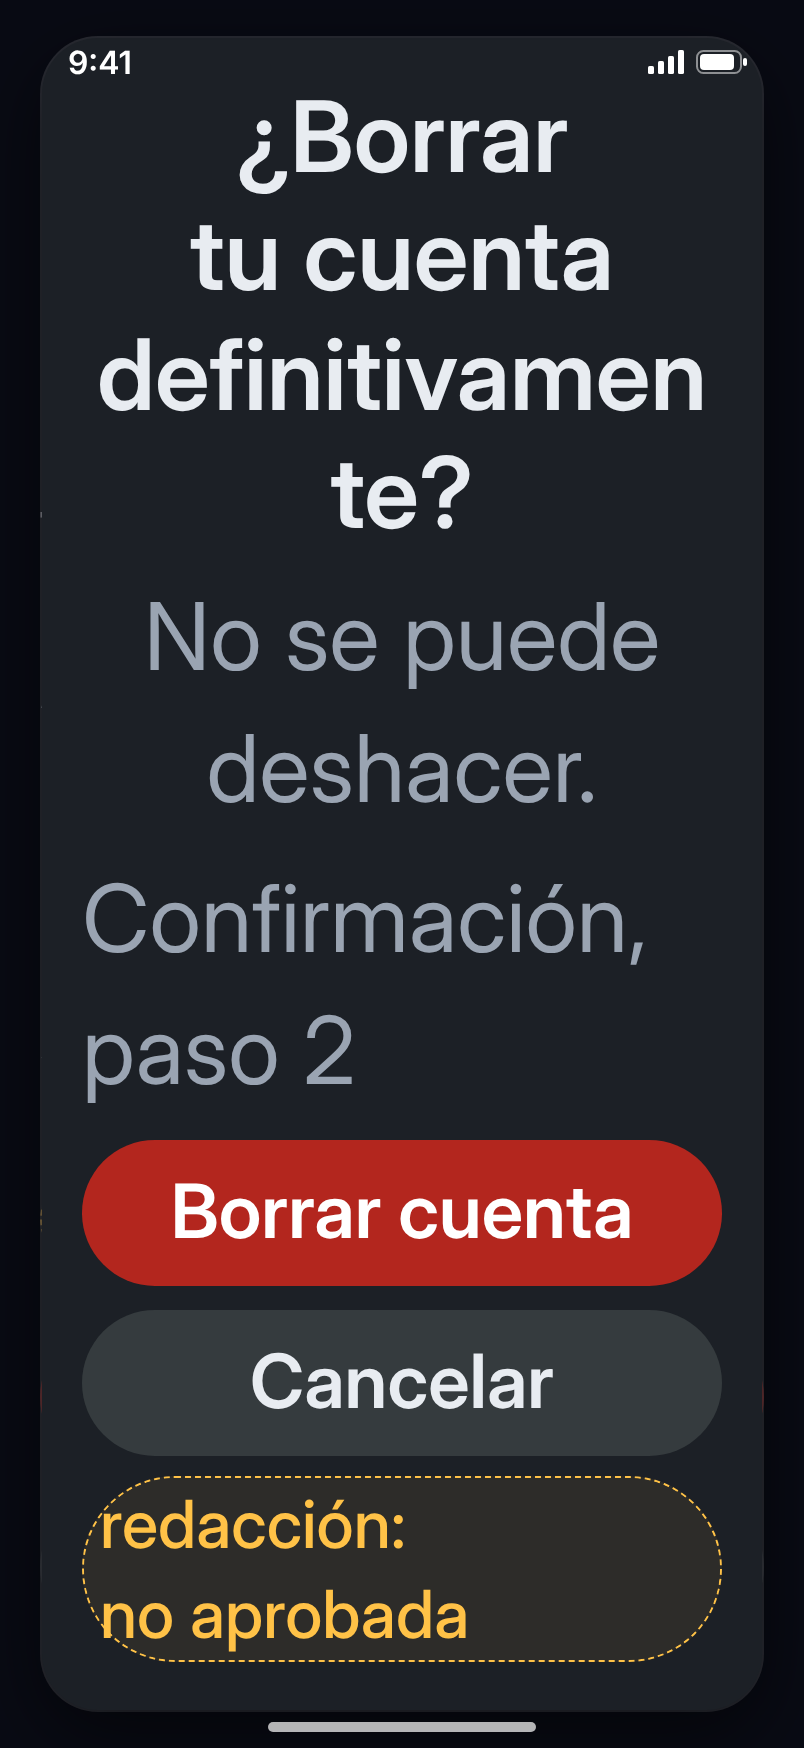 9:41
¿Borrar
tu cuenta
definitivamen
te?
No se puede
deshacer.
Confirmación,
paso 2
Borrar cuenta
Cancelar
redacción:
no aprobada